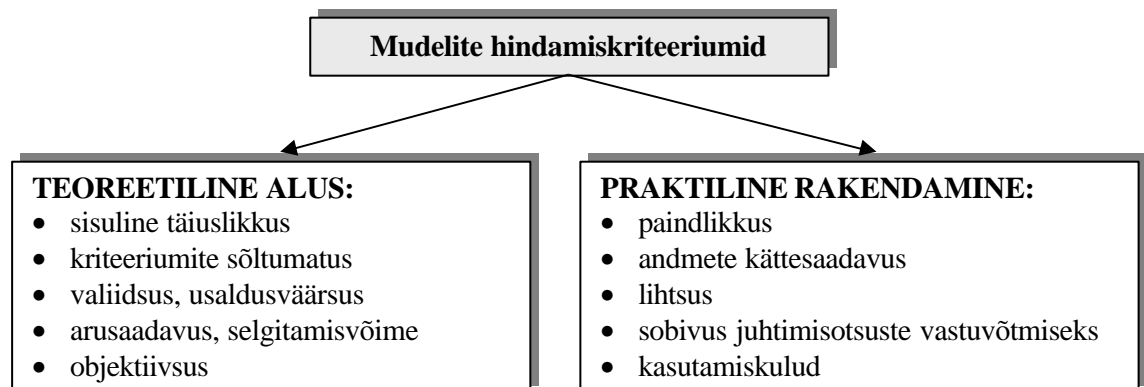 Mudelite hindamiskriteeriumid
TEOREETILINE ALUS:
• sisuline täiuslikkus
• kriteeriumite sõltumatus
• valiidsus, usaldusväärsus
• arusaadavus, selgitamisvõime
• objektiivsus
PRAKTILINE RAKENDAMINE:
• paindlikkus
• andmete kättesaadavus
• lihtsus
• sobivus juhtimisotsuste vastuvõtmiseks
• kasutamiskulud